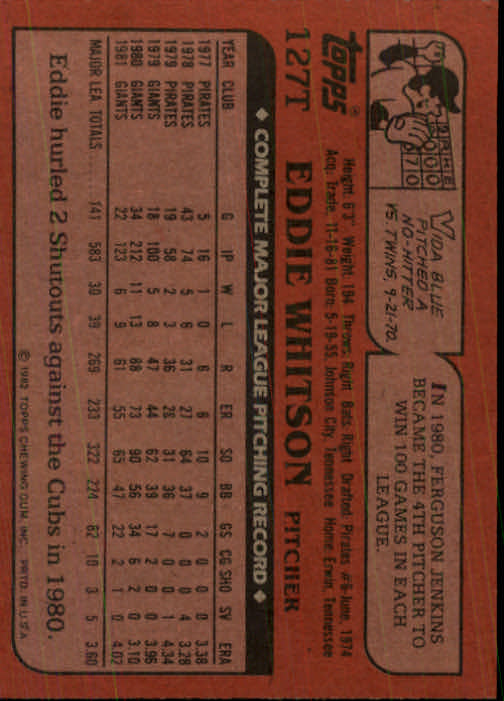 VIDA BLUE
PITCHED A
NO-HITTER
VS. TWINS, 9-21-70.
RHE
000
670
IN 1980, FERGUSON JENKINS
BECAME THE 4TH PITCHER TO
WIN 100 GAMES IN EACH
LEAGUE.
topps®
Height 6'3" Weight 194 Throws: Right Bats: Right Drafted: Pirates #6-June, 1974
Acq: Trade, 11-16-81 Born: 5-19-55, Johnson City, Tennessee Home: Erwin, Tennessee
127T EDDIE WHITSON PITCHER
◆ COMPLETE MAJOR LEAGUE PITCHING RECORD ◆
YEAR CLUB G IP W L R ER SO BB GS CG SHO SV ERA
1977 PIRATES 5 16 1 0 6 6 10 9 2 0 0 0 3.38
1978 PIRATES 43 74 5 6 31 27 64 37 0 0 0 4 3.28
1979 PIRATES 19 58 2 3 36 28 31 36 7 0 0 1 4.34
1979 GIANTS 18 100 5 8 47 44 62 39 17 2 0 0 3.96
1980 GIANTS 34 212 11 13 88 73 90 56 34 6 2 0 3.10
1981 GIANTS 22 123 6 9 61 55 65 47 22 2 1 0 4.02
MAJOR LEA TOTALS..... 141 583 30 39 269 233 322 224 82 10 3 5 3.60
Eddie hurled 2 Shutouts against the Cubs in 1980.
© 1982 TOPPS CHEWING GUM, INC. PRTD. IN U.S.A.